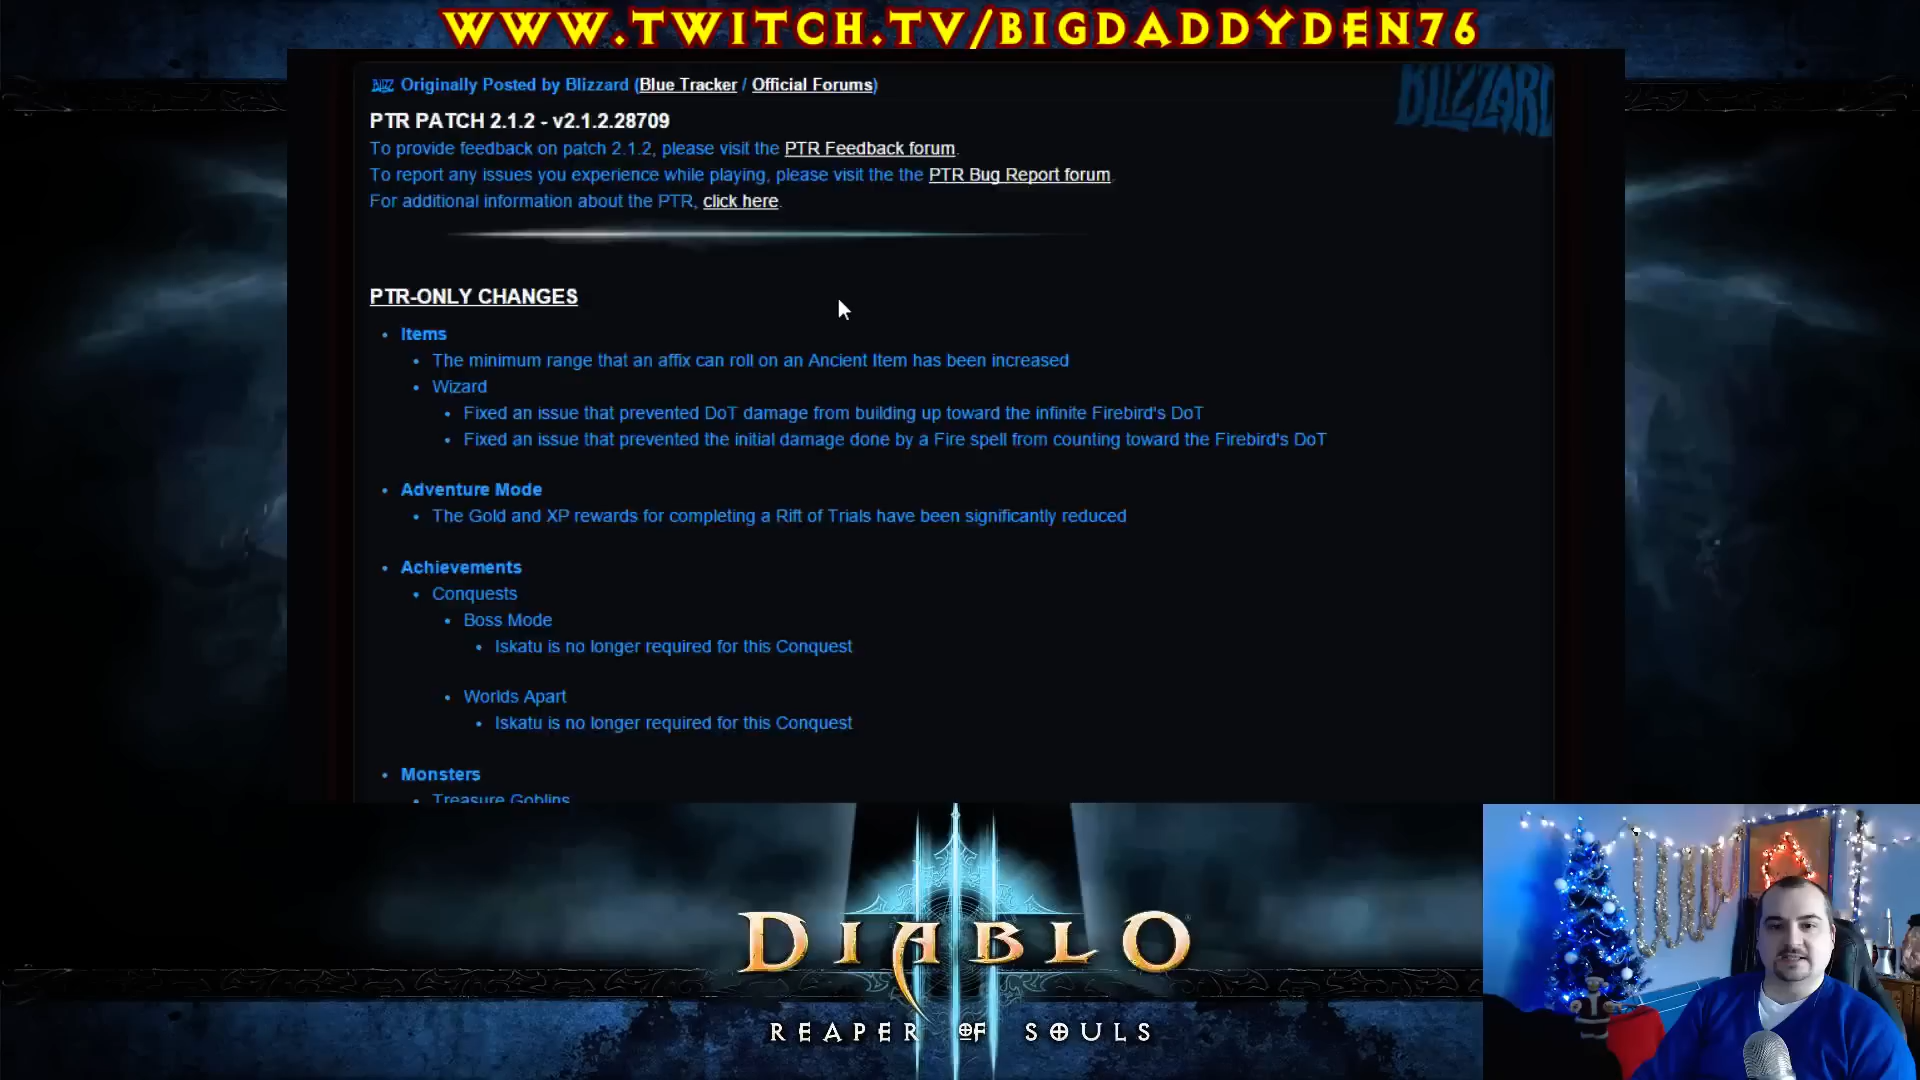 WWW.TWITCH.TV/BIGDADDYDEN76
BLIZZ Originally Posted by Blizzard (Blue Tracker / Official Forums)
BLIZZARD
PTR PATCH 2.1.2 - v2.1.2.28709
To provide feedback on patch 2.1.2, please visit the PTR Feedback forum.
To report any issues you experience while playing, please visit the the PTR Bug Report forum.
For additional information about the PTR, click here.
PTR-ONLY CHANGES
• Items
• The minimum range that an affix can roll on an Ancient Item has been increased
• Wizard
• Fixed an issue that prevented DoT damage from building up toward the infinite Firebird's DoT
• Fixed an issue that prevented the initial damage done by a Fire spell from counting toward the Firebird's DoT
• Adventure Mode
• The Gold and XP rewards for completing a Rift of Trials have been significantly reduced
• Achievements
• Conquests
• Boss Mode
• Iskatu is no longer required for this Conquest
• Worlds Apart
• Iskatu is no longer required for this Conquest
• Monsters
• Treasure Goblins
DIABLO
REAPER OF SOULS